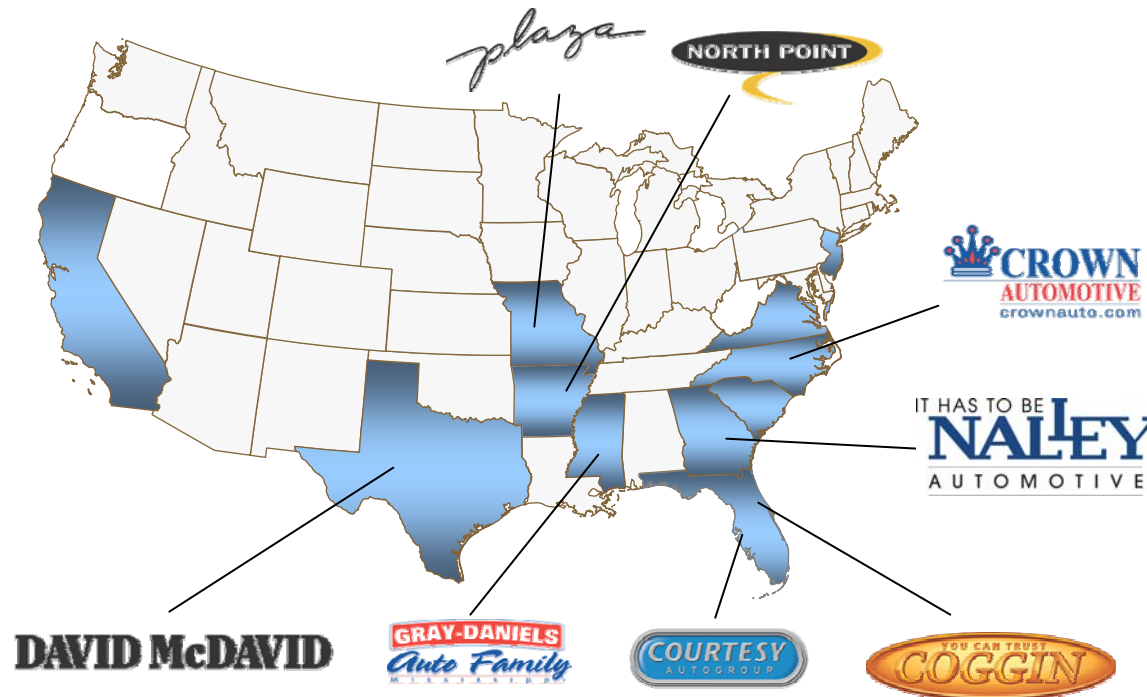 plaza
NORTH POINT
CROWN
AUTOMOTIVE
crownauto.com
IT HAS TO BE
NALLEY
AUTOMOTIVE
DAVID McDAVID
GRAY-DANIELS
Auto Family
MISSISSIPPI
COURTESY
AUTOGROUP
YOU CAN TRUST
COGGIN